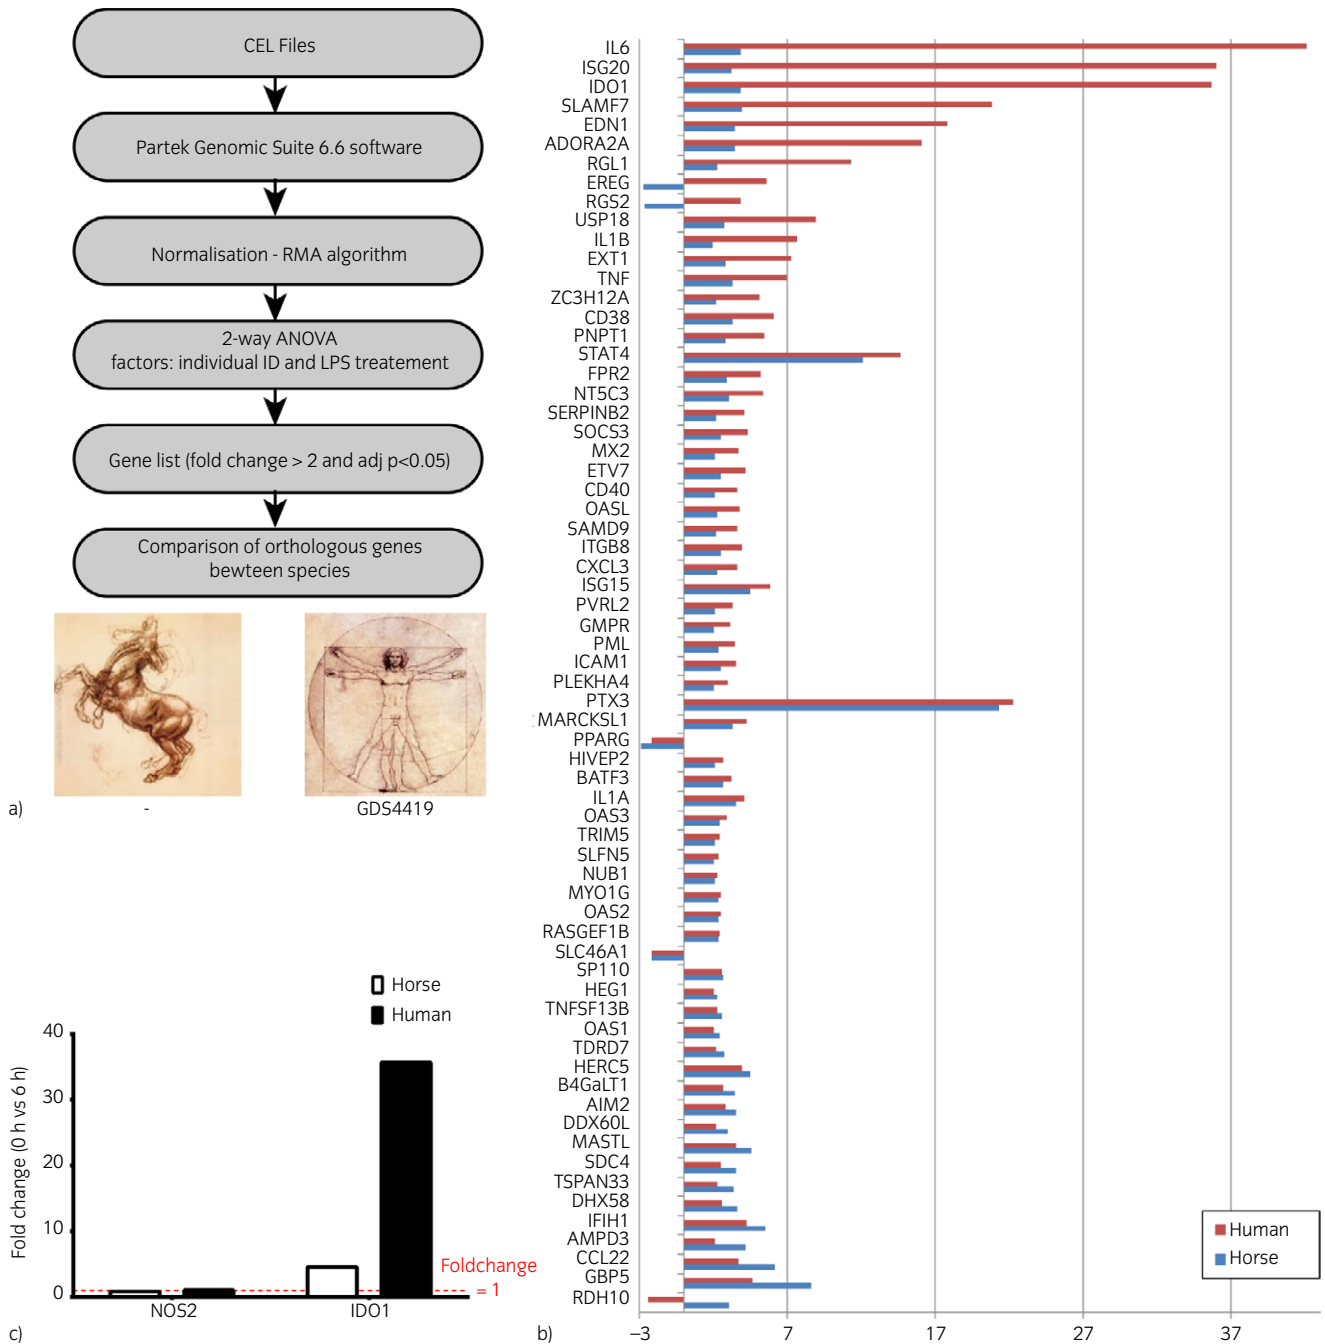 CEL Files
Partek Genomic Suite 6.6 software
Normalisation - RMA algorithm
2-way ANOVA
factors: individual ID and LPS treatement
Gene list (fold change > 2 and adj p<0.05)
Comparison of orthologous genes
bewteen species
a)
-
GDS4419
IL6
ISG20
IDO1
SLAMF7
EDN1
ADORA2A
RGL1
EREG
RGS2
USP18
IL1B
EXT1
TNF
ZC3H12A
CD38
PNPT1
STAT4
FPR2
NT5C3
SERPINB2
SOCS3
MX2
ETV7
CD40
OASL
SAMD9
ITGB8
CXCL3
ISG15
PVRL2
GMPR
PML
ICAM1
PLEKHA4
PTX3
MARCKSL1
PPARG
HIVEP2
BATF3
IL1A
OAS3
TRIM5
SLFN5
NUB1
MYO1G
OAS2
RASGEF1B
SLC46A1
SP110
HEG1
TNFSF13B
OAS1
TDRD7
HERC5
B4GaLT1
AIM2
DDX60L
MASTL
SDC4
TSPAN33
DHX58
IFIH1
AMPD3
CCL22
GBP5
RDH10
Human
Horse
b)
–3 7 17 27 37
Horse
Human
Fold change (0 h vs 6 h)
40
30
20
10
0
Foldchange
= 1
NOS2 IDO1
c)